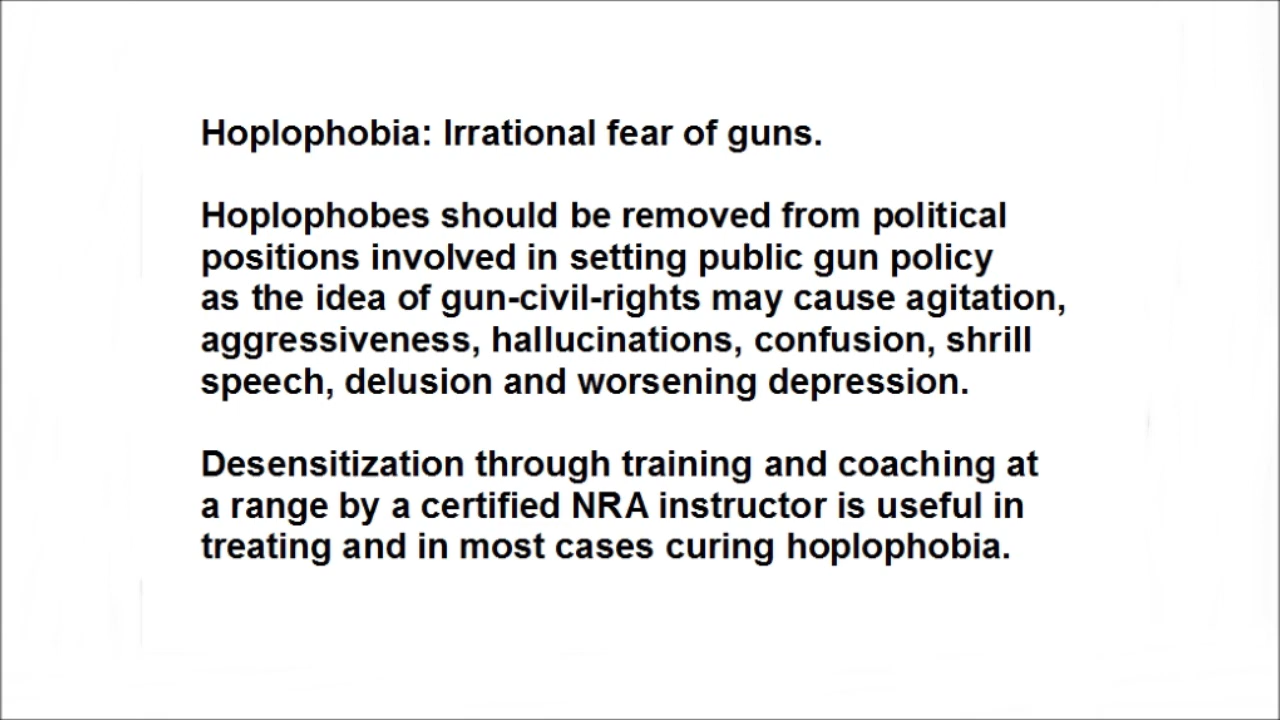 Hoplophobia: Irrational fear of guns.
Hoplophobes should be removed from political
positions involved in setting public gun policy
as the idea of gun-civil-rights may cause agitation,
aggressiveness, hallucinations, confusion, shrill
speech, delusion and worsening depression.
Desensitization through training and coaching at
a range by a certified NRA instructor is useful in
treating and in most cases curing hoplophobia.